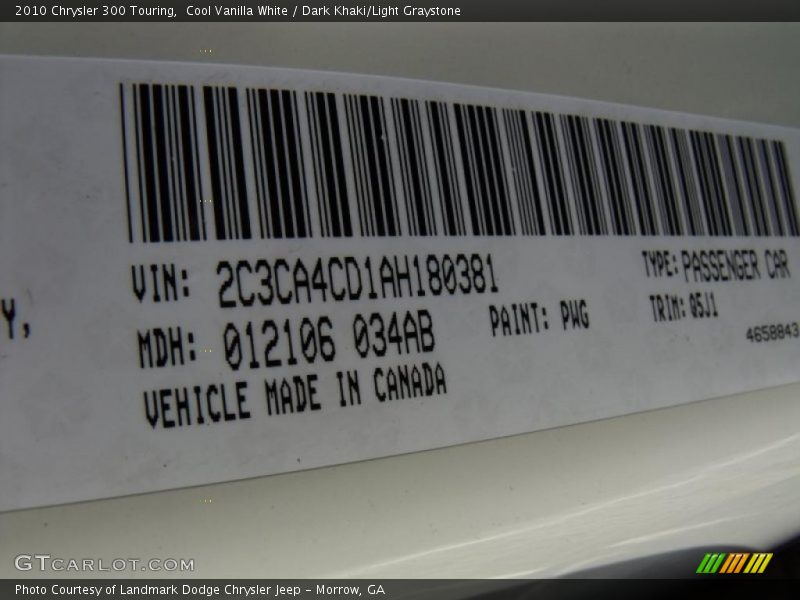 2010 Chrysler 300 Touring, Cool Vanilla White / Dark Khaki/Light Graystone
VIN: 2C3CA4CD1AH180381
TYPE: PASSENGER CAR
Y,
MDH: 012106 034AB
PAINT: PWG
TRIM: Q5J1
4658843
VEHICLE MADE IN CANADA
GTCARLOT.COM
Photo Courtesy of Landmark Dodge Chrysler Jeep - Morrow, GA